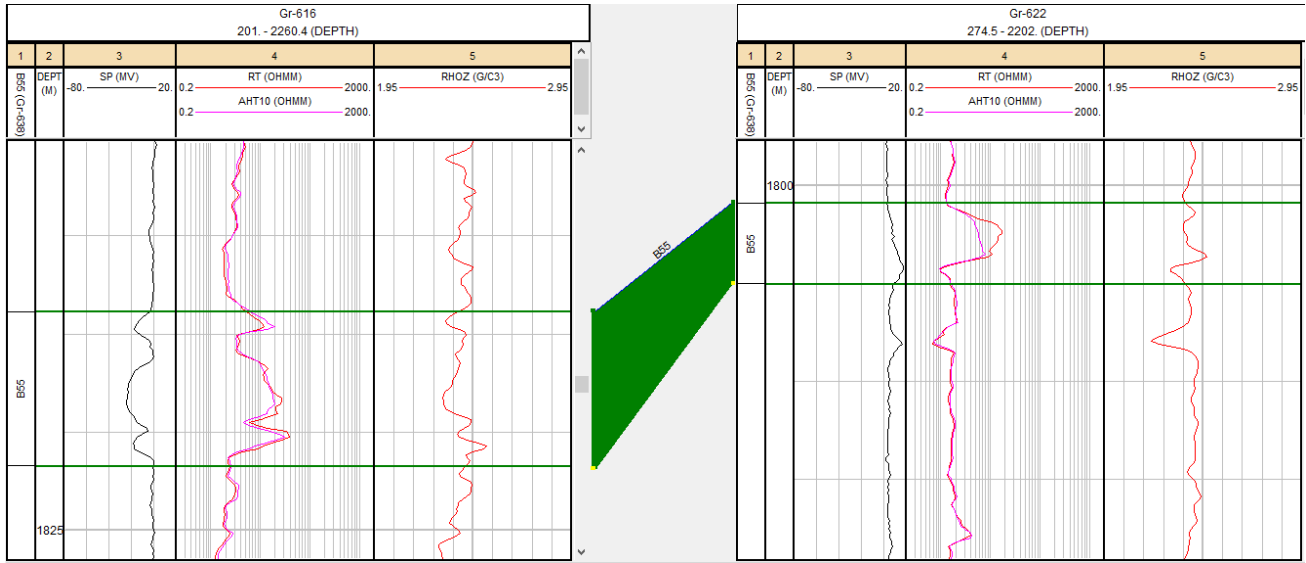 Gr-616
201. - 2260.4 (DEPTH)
1 2 3 4 5
B55 (Gr-638)
DEPT (M)
SP (MV)
-80. 20.
RT (OHMM)
0.2 2000.
AHT10 (OHMM)
0.2 2000.
RHOZ (G/C3)
1.95 2.95
B55
1825
B55
Gr-622
274.5 - 2202. (DEPTH)
1 2 3 4 5
B55 (Gr-638)
DEPT (M)
SP (MV)
-80. 20.
RT (OHMM)
0.2 2000.
AHT10 (OHMM)
0.2 2000.
RHOZ (G/C3)
1.95 2.95
1800
B55